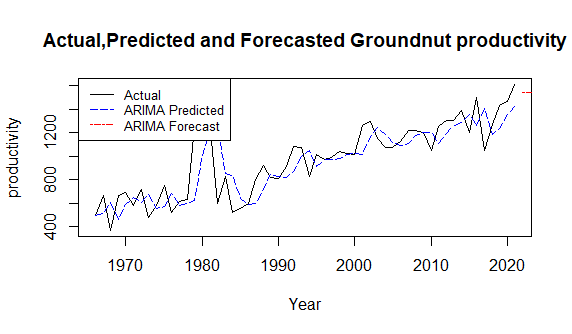 Actual,Predicted and Forecasted Groundnut productivity
Actual
ARIMA Predicted
ARIMA Forecast
productivity
1200
800
400
1970 1980 1990 2000 2010 2020
Year